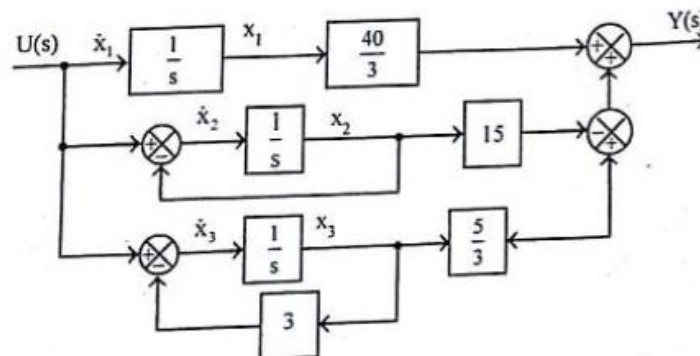 U(s) ẋ1 1/s x1 40/3 + + Y(s)
+ − ẋ2 1/s x2 15 − +
+ − ẋ3 1/s x3 5/3
3